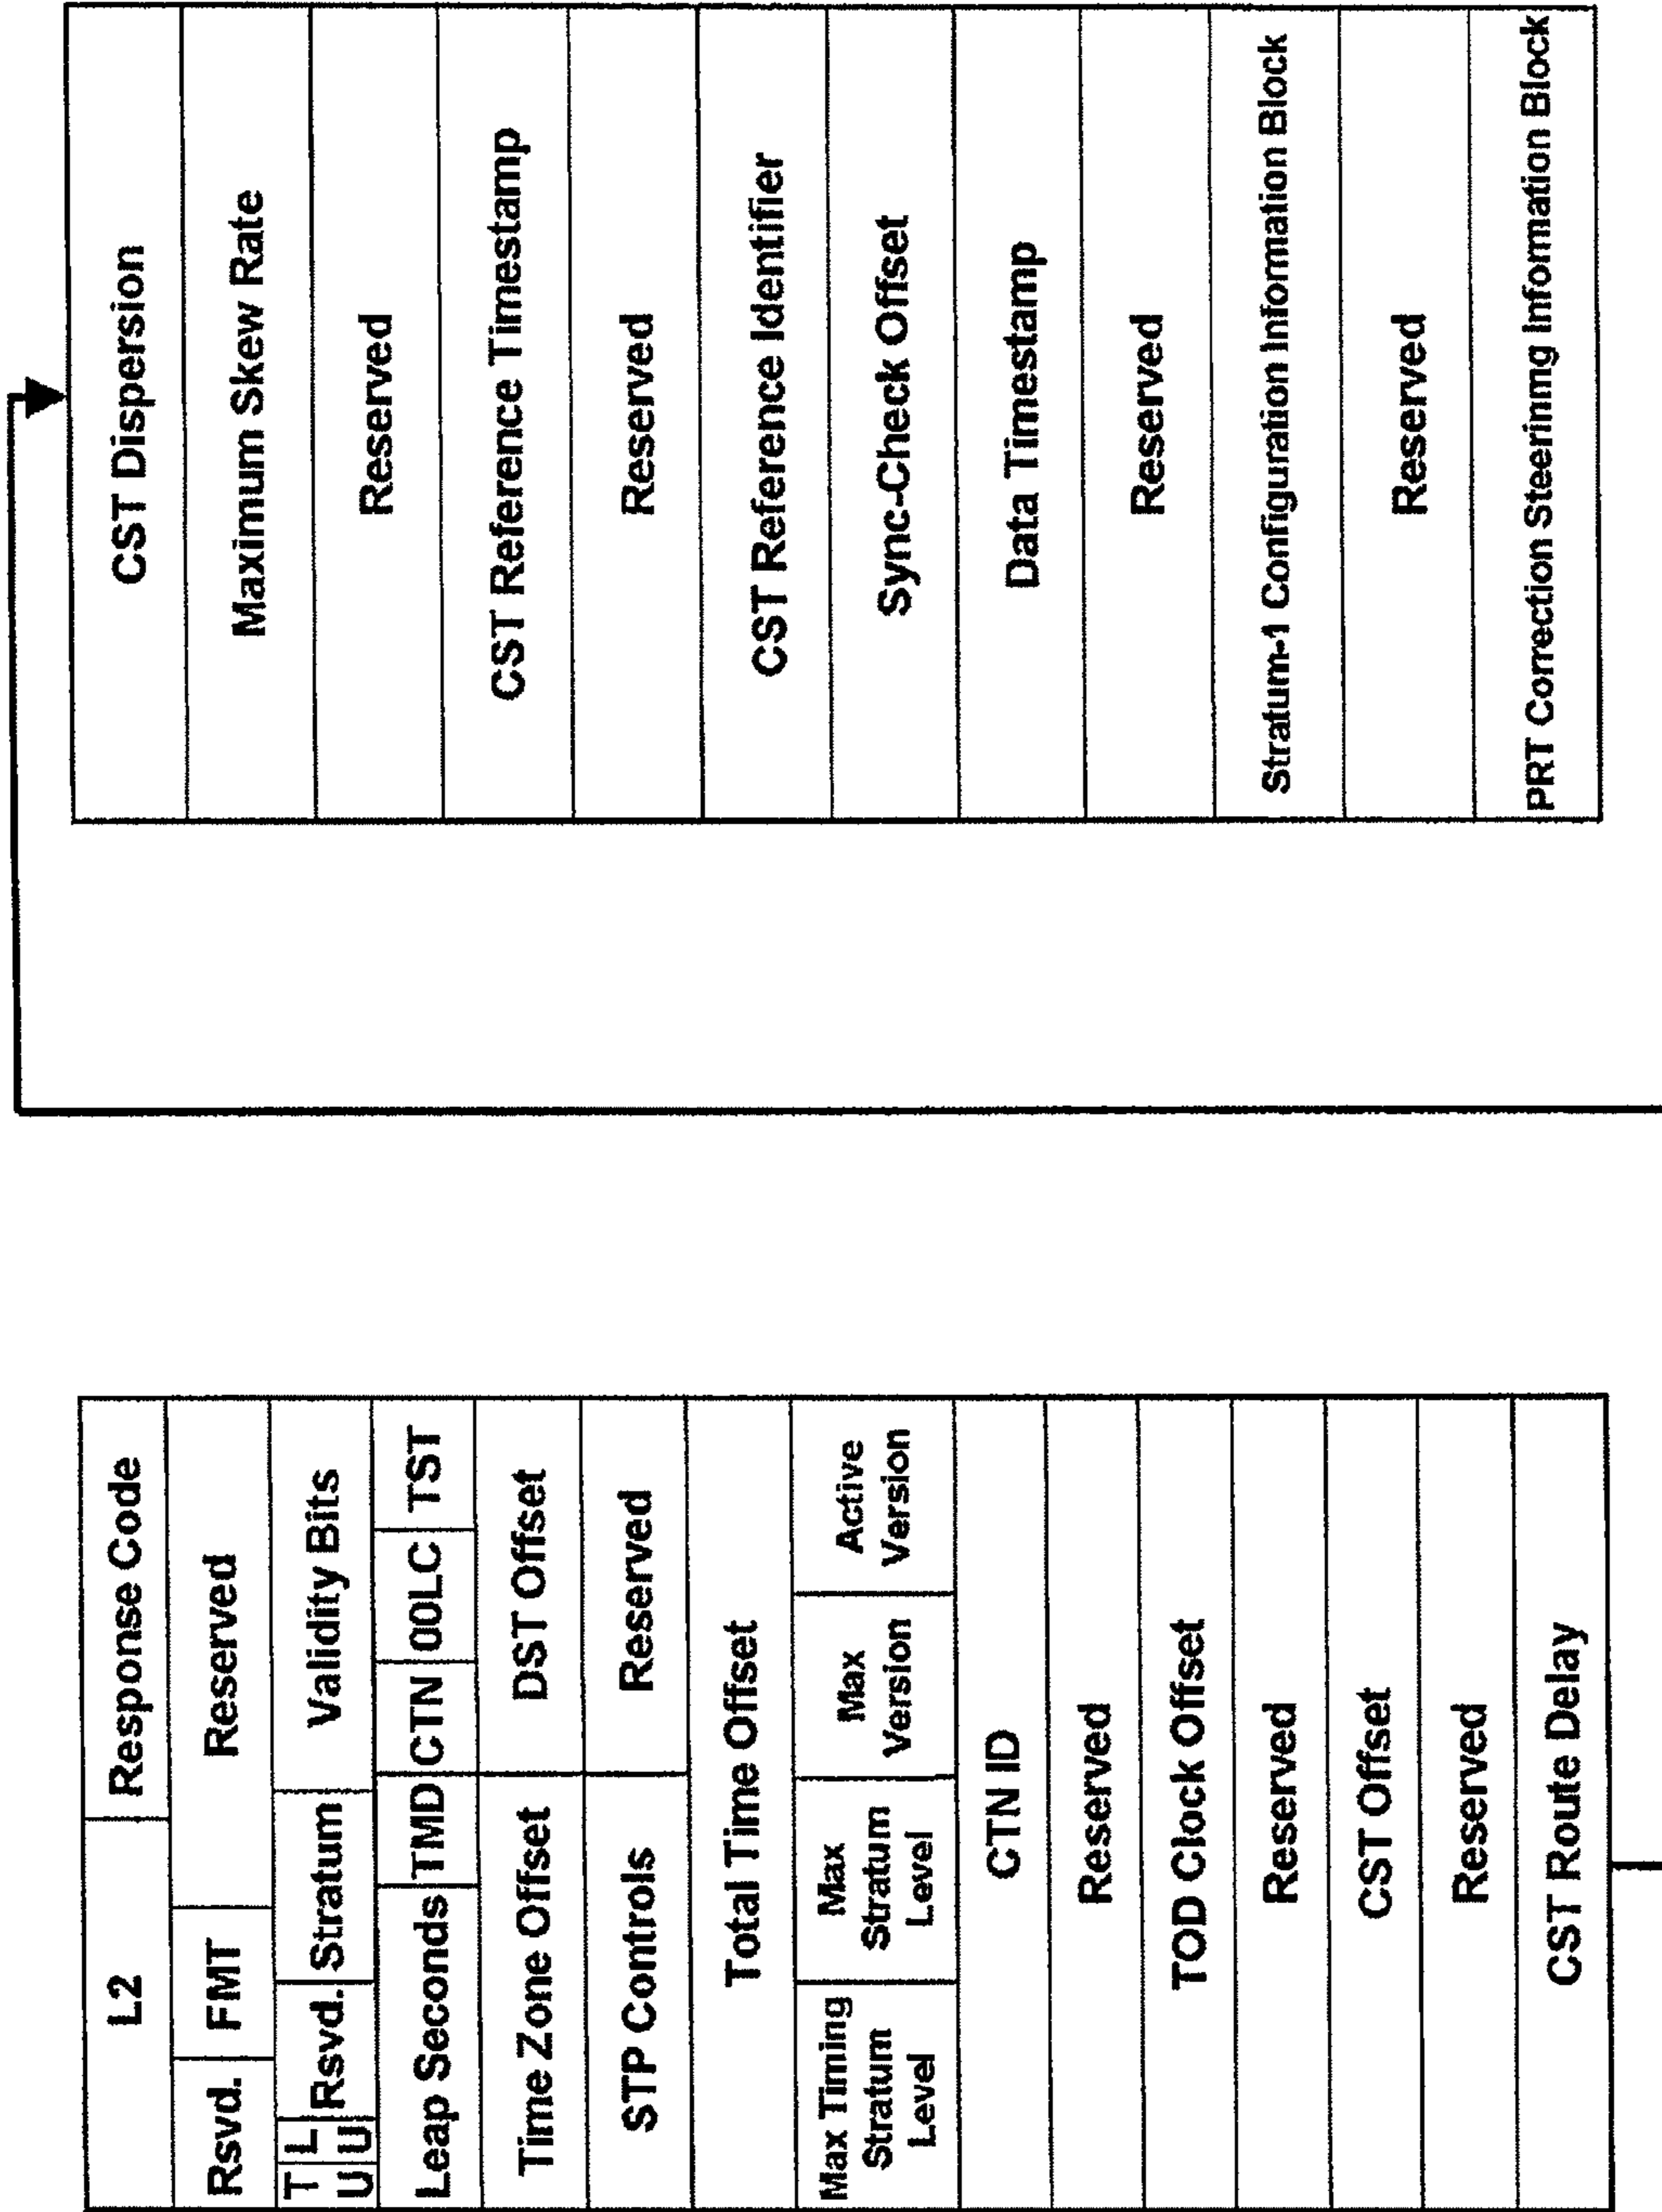 L2 Response Code
Rsvd. FMT Reserved
TU LU Rsvd. Stratum Validity Bits
Leap Seconds TMD CTN 00LC TST
Time Zone Offset DST Offset
STP Controls Reserved
Total Time Offset
Max Timing Stratum Level
Max Stratum Level
Max Version
Active Version
CTN ID
Reserved
TOD Clock Offset
Reserved
CST Offset
Reserved
CST Route Delay
CST Dispersion
Maximum Skew Rate
Reserved
CST Reference Timestamp
Reserved
CST Reference Identifier
Sync-Check Offset
Data Timestamp
Reserved
Stratum-1 Configuration Infomation Block
Reserved
PRT Correction Steerinmg Infomation Block